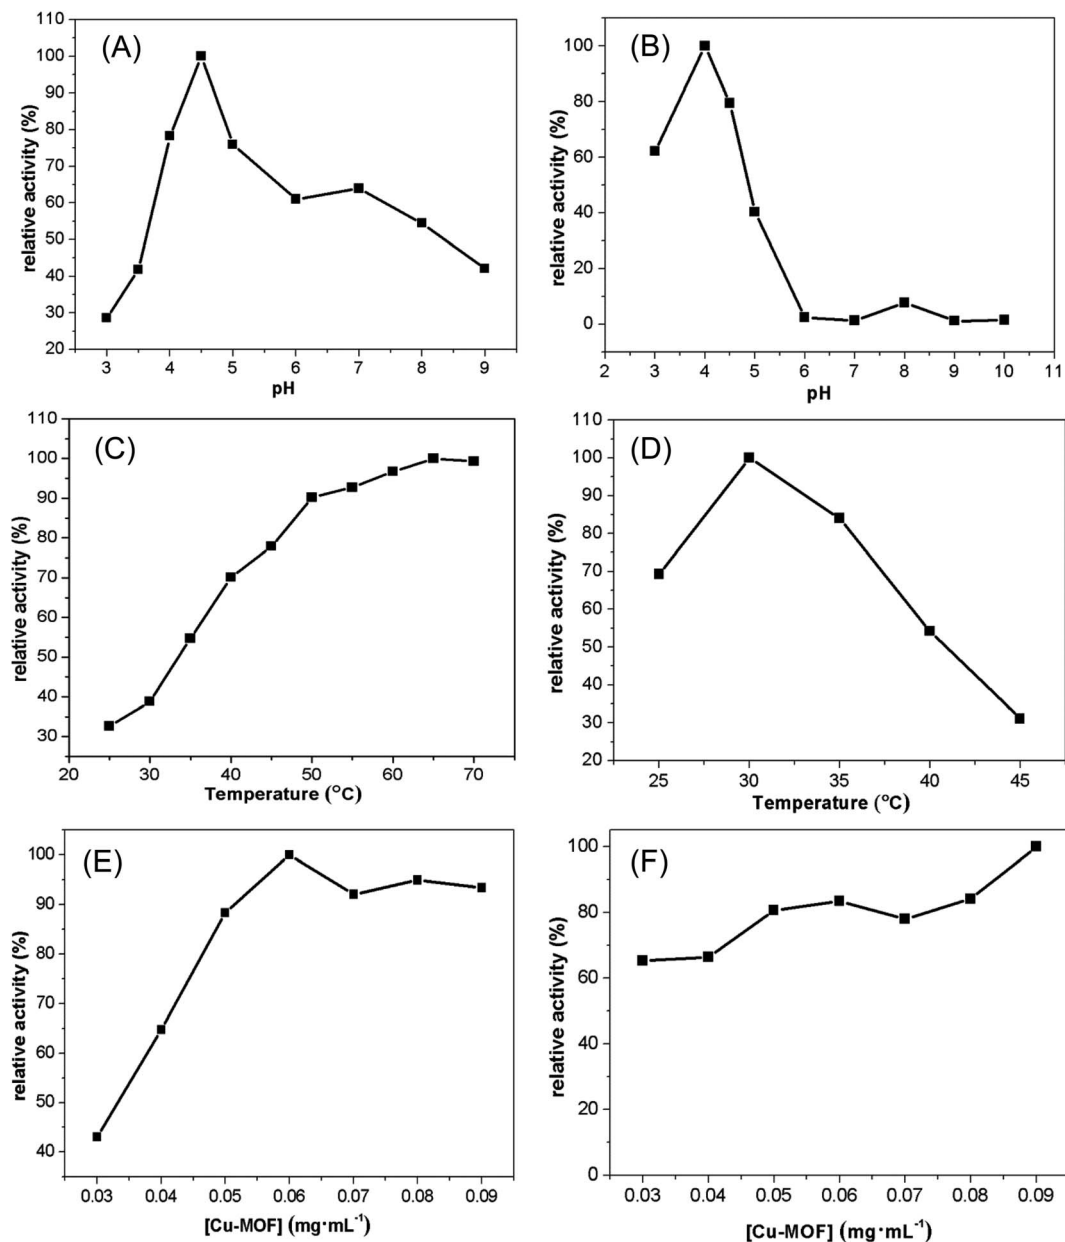 (A)
110
100
90
80
70
60
50
40
30
20
relative activity (%)
3 4 5 6 7 8 9
pH
(B)
100
80
60
40
20
0
relative activity (%)
2 3 4 5 6 7 8 9 10 11
pH
(C)
110
100
90
80
70
60
50
40
30
relative activity (%)
20 30 40 50 60 70
Temperature (°C)
(D)
110
100
90
80
70
60
50
40
30
20
relative activity (%)
25 30 35 40 45
Temperature (°C)
(E)
100
90
80
70
60
50
40
relative activity (%)
0.03 0.04 0.05 0.06 0.07 0.08 0.09
[Cu-MOF] (mg·mL⁻¹)
(F)
100
80
60
40
20
0
relative activity (%)
0.03 0.04 0.05 0.06 0.07 0.08 0.09
[Cu-MOF] (mg·mL⁻¹)